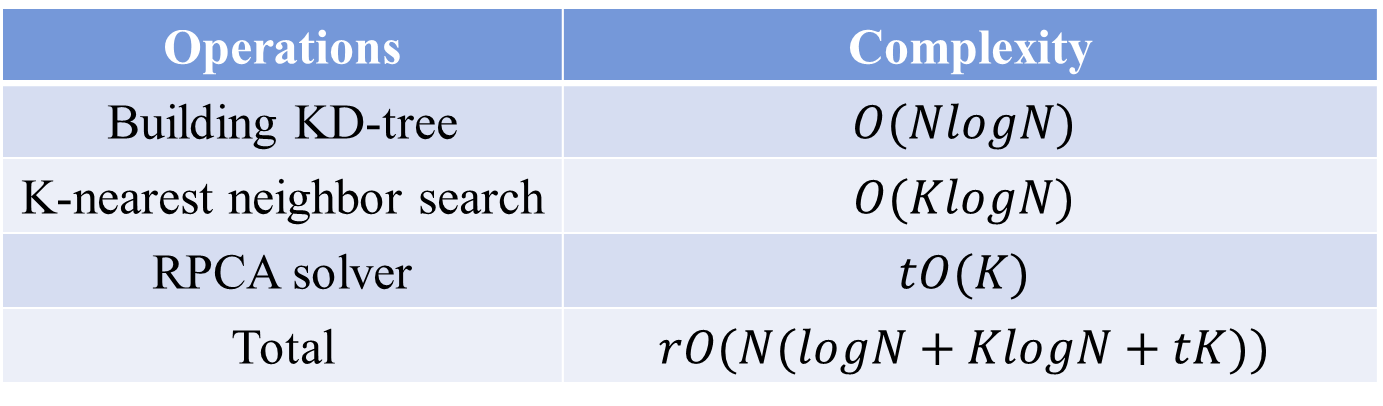 Operations Complexity
Building KD-tree O(NlogN)
K-nearest neighbor search O(KlogN)
RPCA solver tO(K)
Total rO(N(logN + KlogN + tK))